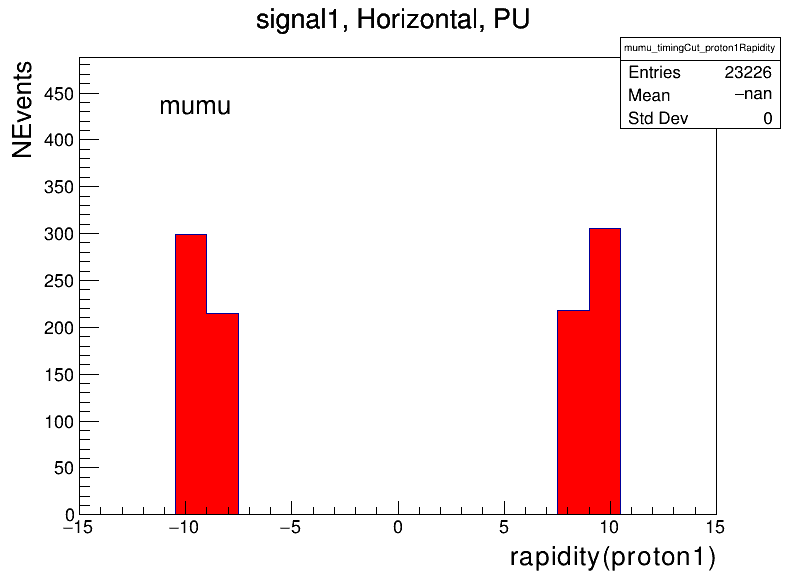 signal1, Horizontal, PU
mumu_timingCut_proton1Rapidity
Entries 23226
Mean −nan
Std Dev 0
NEvents
mumu
450
400
350
300
250
200
150
100
50
0
−15 −10 −5 0 5 10 15
rapidity(proton1)